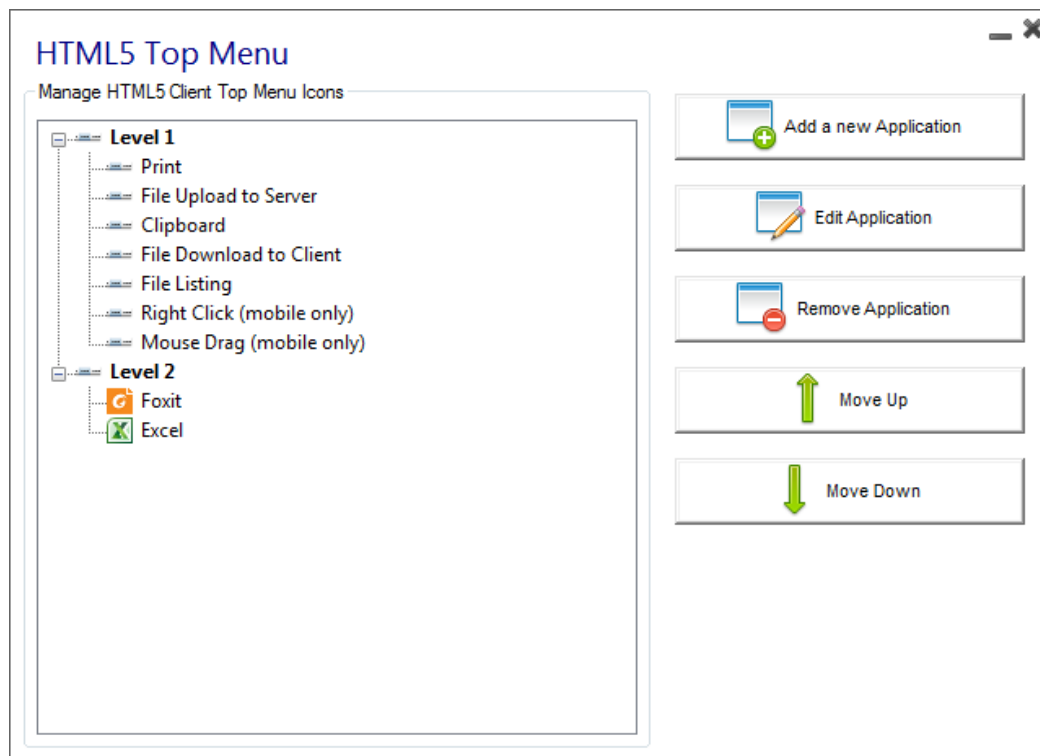 HTML5 Top Menu
Manage HTML5 Client Top Menu Icons
Level 1
Print
File Upload to Server
Clipboard
File Download to Client
File Listing
Right Click (mobile only)
Mouse Drag (mobile only)
Level 2
Foxit
Excel
Add a new Application
Edit Application
Remove Application
Move Up
Move Down